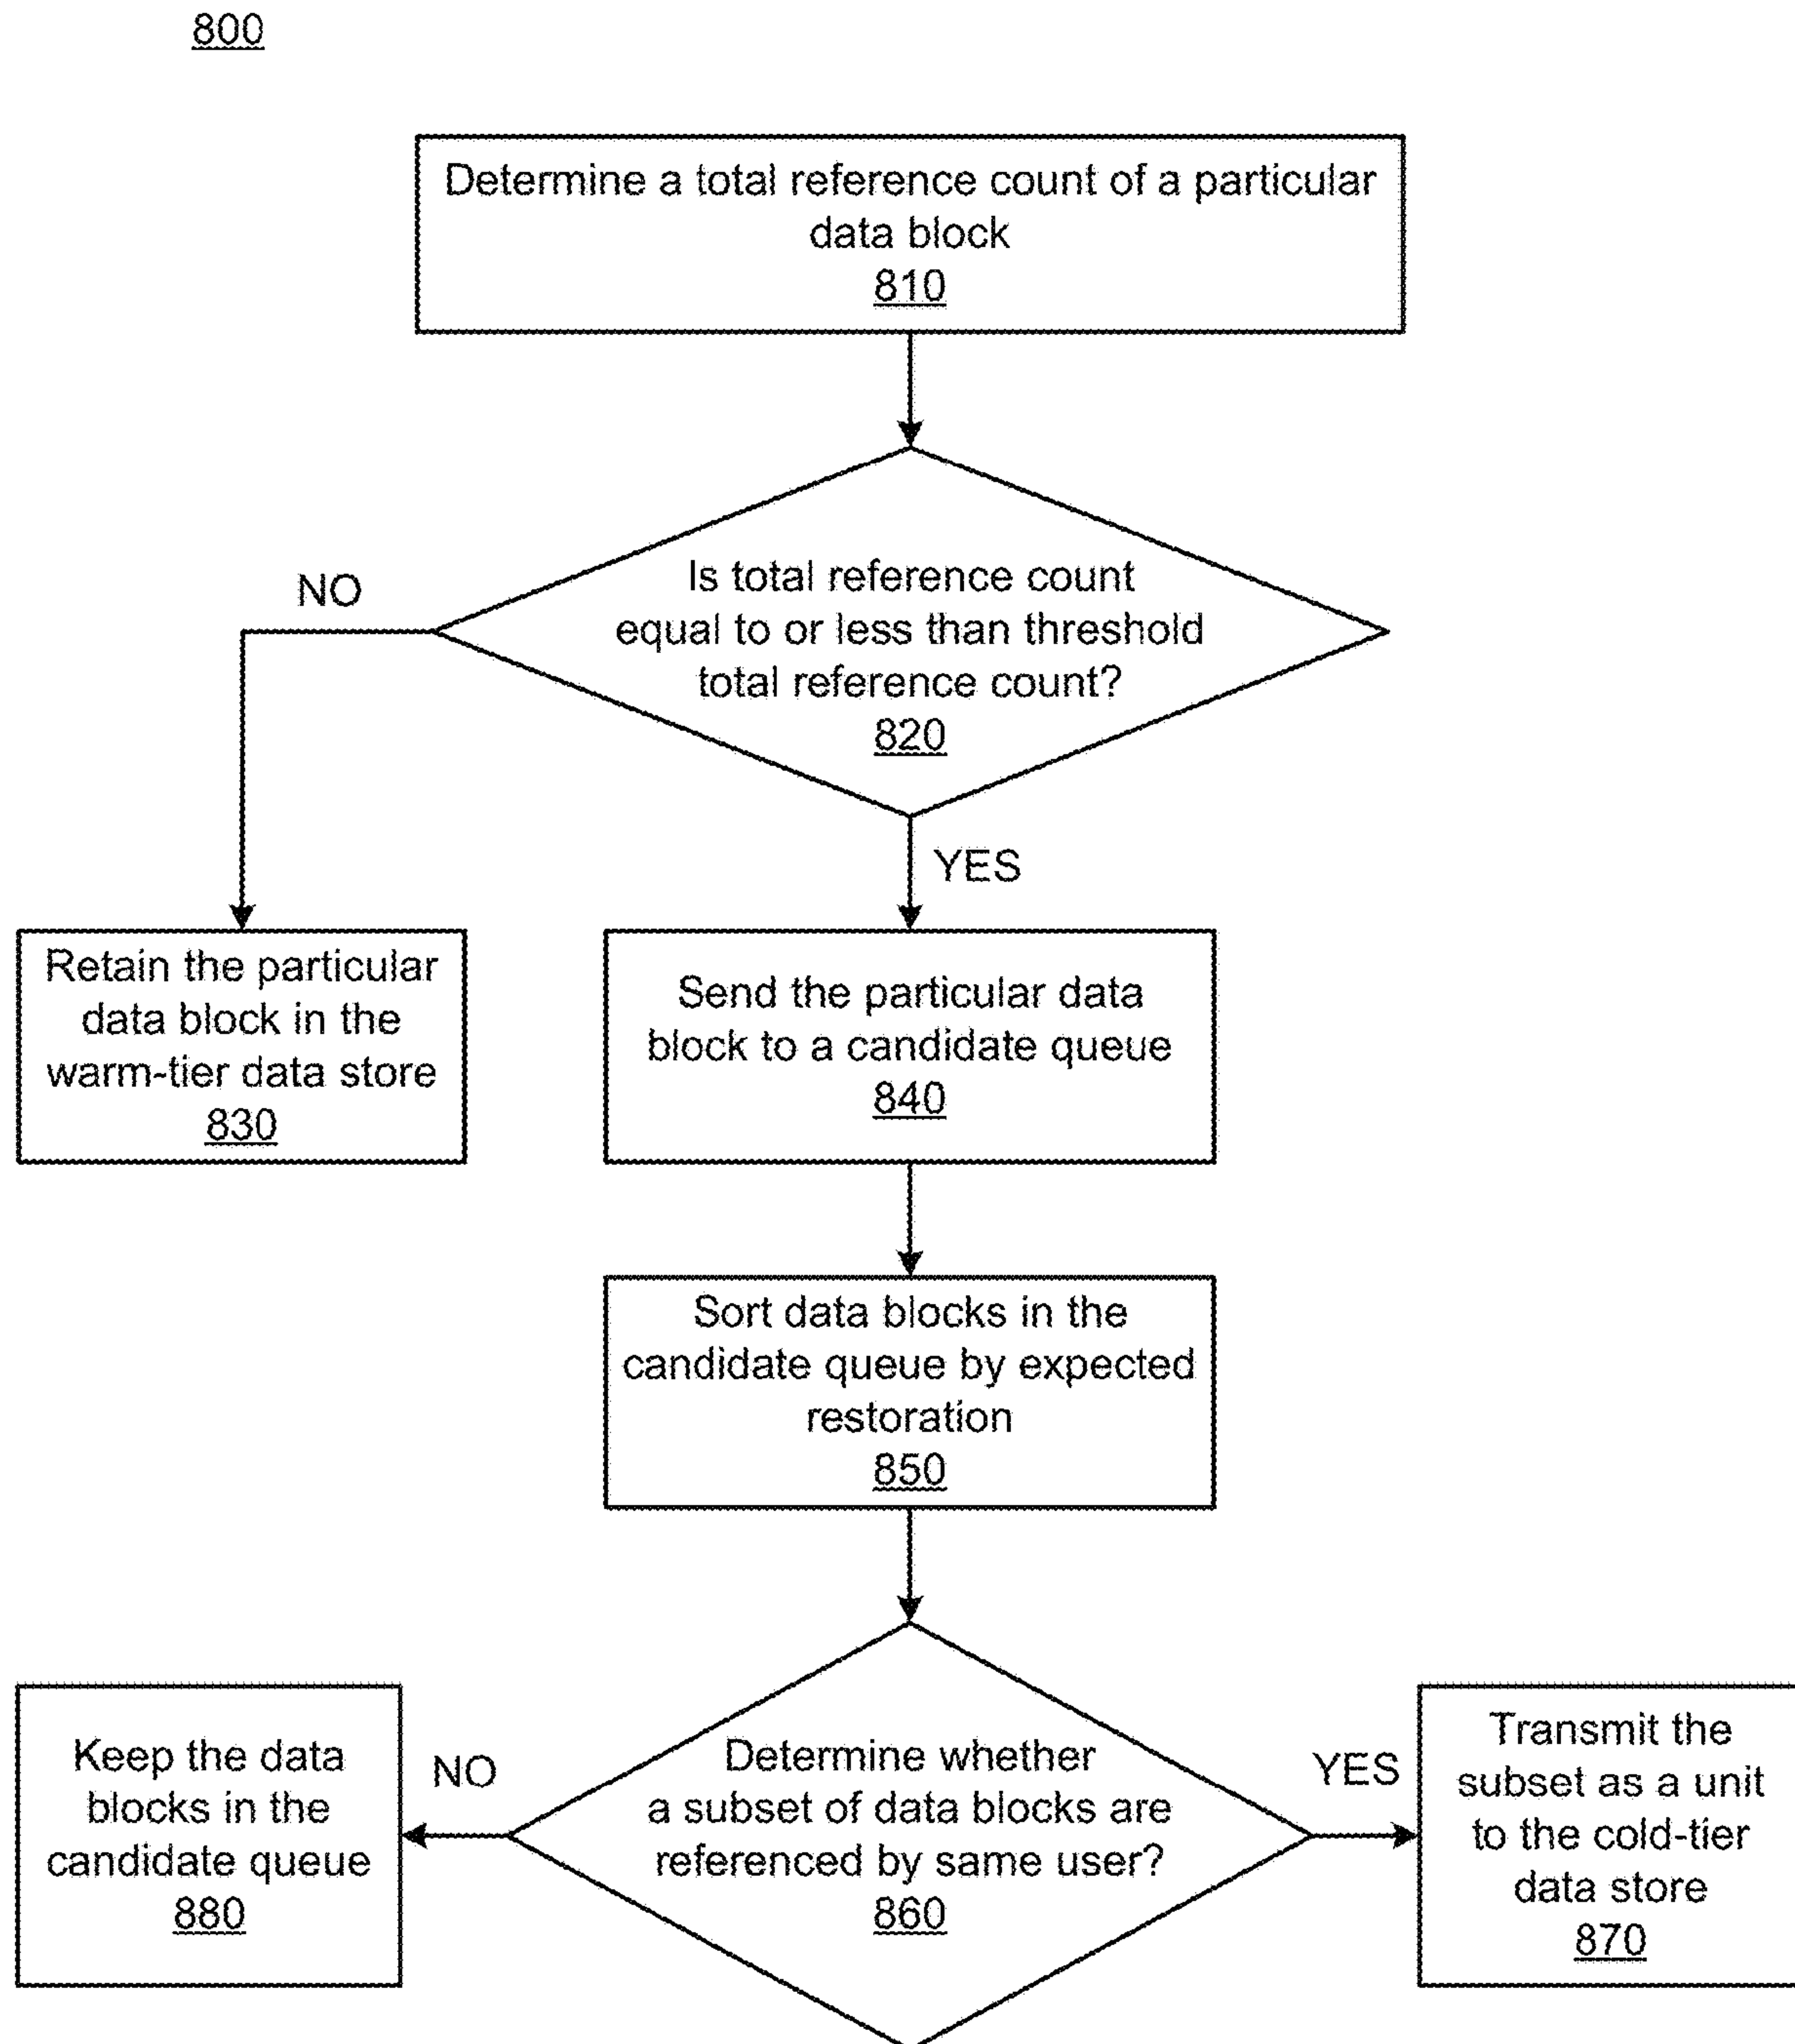 800
Determine a total reference count of a particular
data block
810
Is total reference count
equal to or less than threshold
total reference count?
820
NO
YES
Retain the particular
data block in the
warm-tier data store
830
Send the particular data
block to a candidate queue
840
Sort data blocks in the
candidate queue by expected
restoration
850
Determine whether
a subset of data blocks are
referenced by same user?
860
NO
YES
Keep the data
blocks in the
candidate queue
880
Transmit the
subset as a unit
to the cold-tier
data store
870